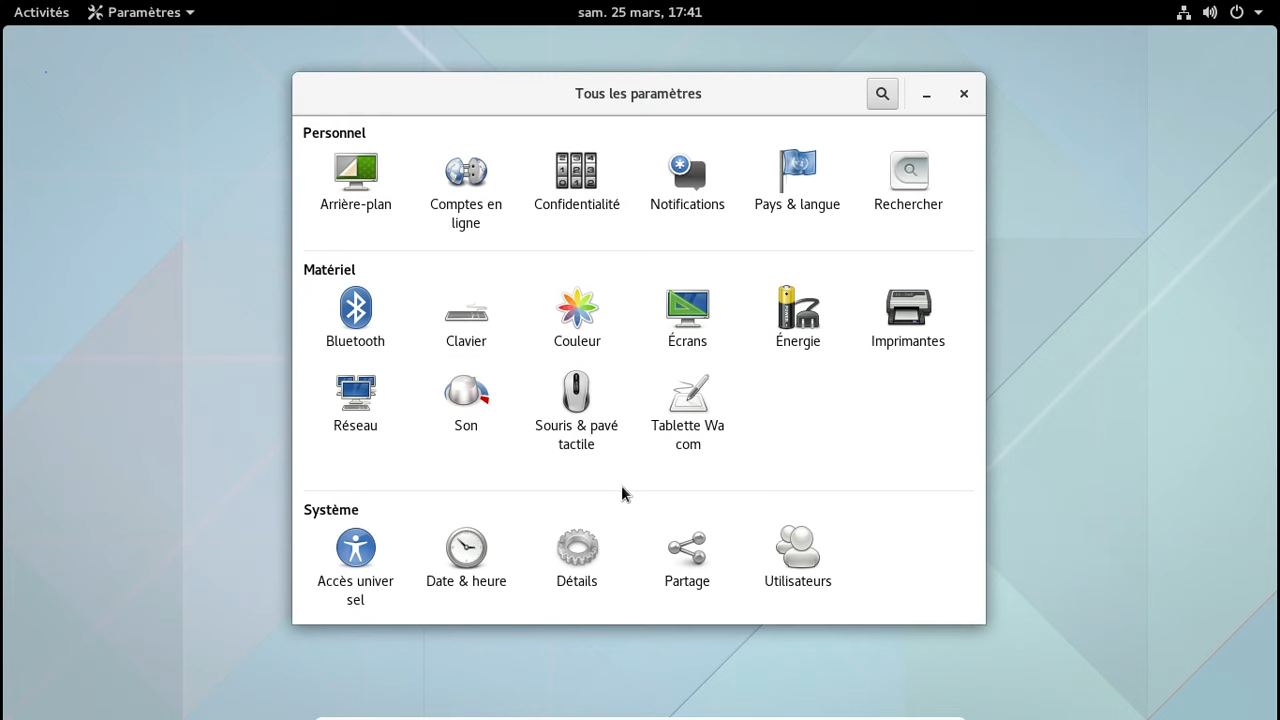 Activités Paramètres sam. 25 mars, 17:41
Tous les paramètres
Personnel
Arrière-plan
Comptes en
ligne
Confidentialité
Notifications
Pays & langue
Rechercher
Matériel
Bluetooth
Clavier
Couleur
Écrans
Énergie
Imprimantes
Réseau
Son
Souris & pavé
tactile
Tablette Wa
com
Système
Accès univer
sel
Date & heure
Détails
Partage
Utilisateurs